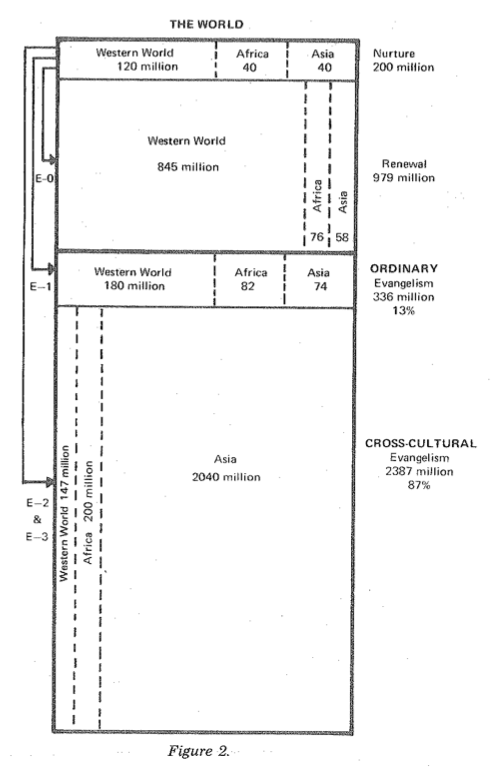 THE WORLD
Western World
120 million
Africa
40
Asia
40
Nurture
200 million
Western World
845 million
Africa
76
Asia
58
Renewal
979 million
E-0
Western World
180 million
Africa
82
Asia
74
ORDINARY
Evangelism
336 million
13%
E-1
Western World 147 million
Africa 200 million
Asia
2040 million
CROSS-CULTURAL
Evangelism
2387 million
87%
E-2
&
E-3
Figure 2.